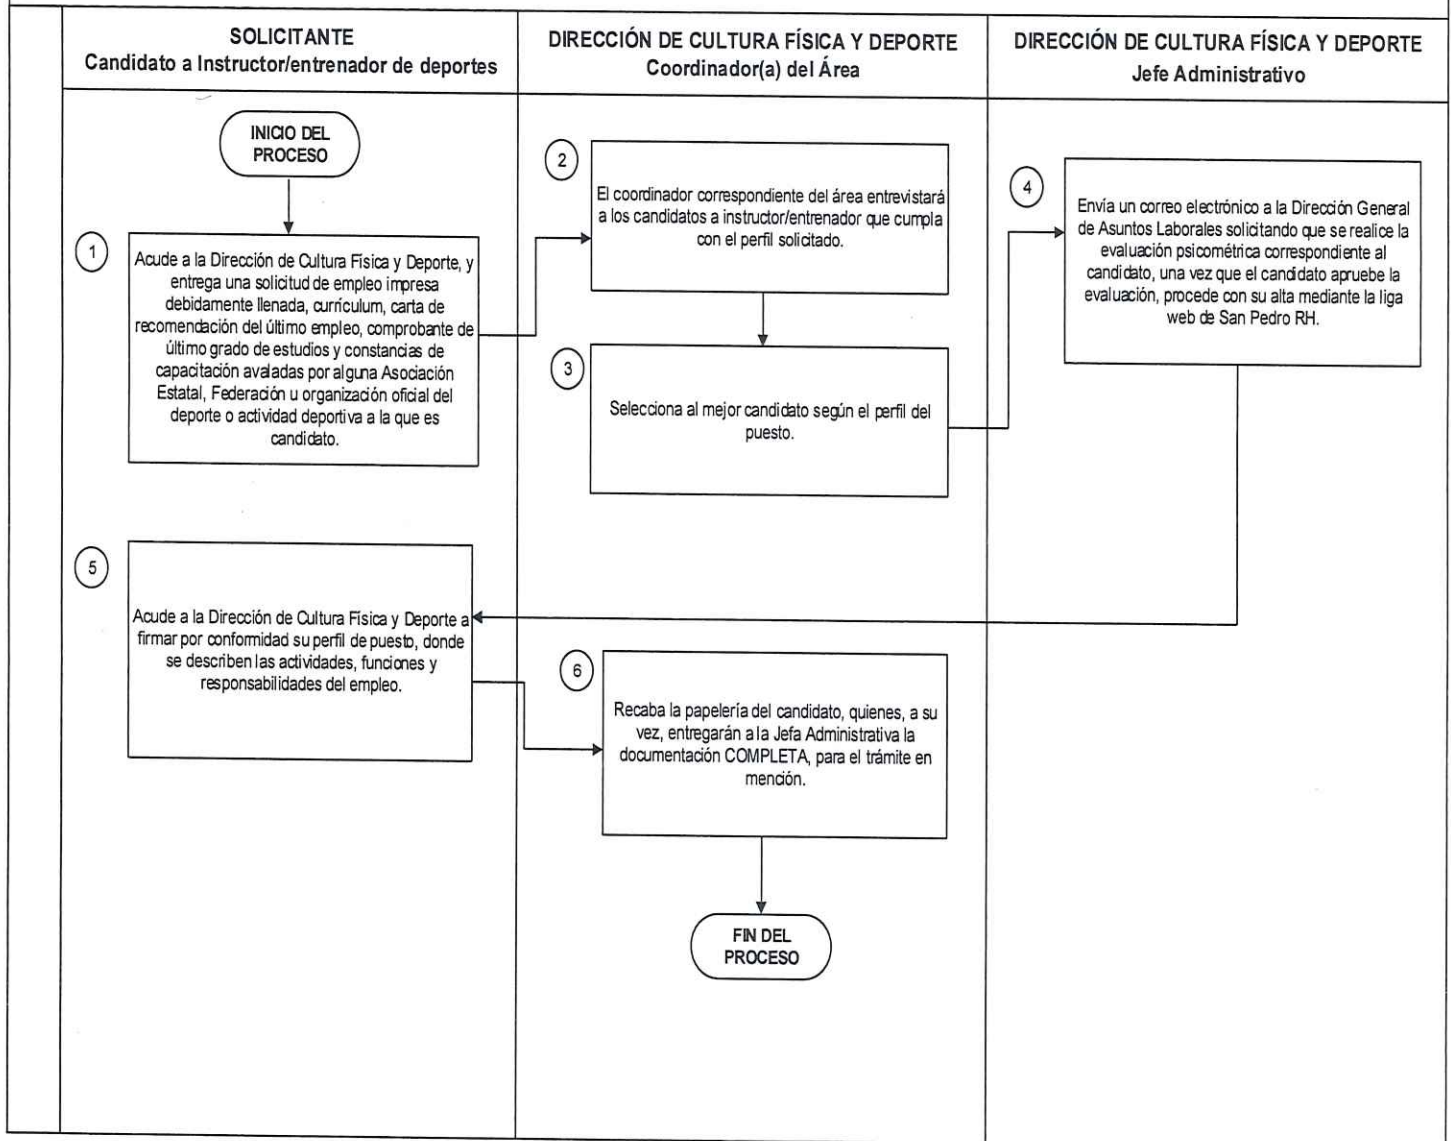 SOLICITANTE
Candidato a Instructor/entrenador de deportes
DIRECCIÓN DE CULTURA FÍSICA Y DEPORTE
Coordinador(a) del Área
DIRECCIÓN DE CULTURA FÍSICA Y DEPORTE
Jefe Administrativo
INICIO DEL
PROCESO
1
Acude a la Dirección de Cultura Física y Deporte, y
entrega una solicitud de empleo impresa
debidamente llenada, currículum, carta de
recomendación del último empleo, comprobante de
último grado de estudios y constancias de
capacitación avaladas por alguna Asociación
Estatal, Federación u organización oficial del
deporte o actividad deportiva a la que es
candidato.
2
El coordinador correspondiente del área entrevistará
a los candidatos a instructor/entrenador que cumpla
con el perfil solicitado.
3
Selecciona al mejor candidato según el perfil del
puesto.
4
Envía un correo electrónico a la Dirección General
de Asuntos Laborales solicitando que se realice la
evaluación psicométrica correspondiente al
candidato, una vez que el candidato apruebe la
evaluación, procede con su alta mediante la liga
web de San Pedro RH.
5
Acude a la Dirección de Cultura Física y Deporte a
firmar por conformidad su perfil de puesto, donde
se describen las actividades, funciones y
responsabilidades del empleo.
6
Recaba la papelería del candidato, quienes, a su
vez, entregarán a la Jefa Administrativa la
documentación COMPLETA, para el trámite en
mención.
FIN DEL
PROCESO